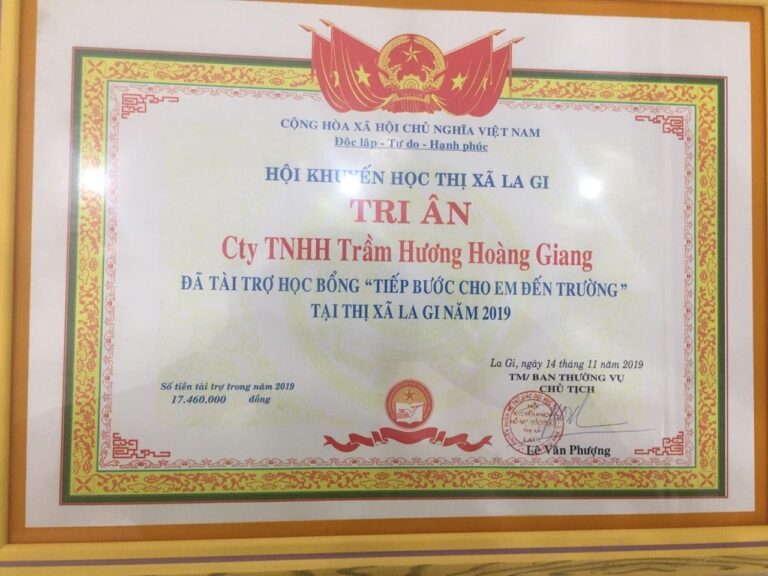 CỘNG HÒA XÃ HỘI CHỦ NGHĨA VIỆT NAM
Độc lập - Tự do - Hạnh phúc
HỘI KHUYẾN HỌC THỊ XÃ LA GI
TRI ÂN
Cty TNHH Trầm Hương Hoàng Giang
ĐÃ TÀI TRỢ HỌC BỔNG “TIẾP BƯỚC CHO EM ĐẾN TRƯỜNG”
TẠI THỊ XÃ LA GI NĂM 2019
Số tiền tài trợ trong năm 2019
17.460.000 đồng
La Gi, ngày 14 tháng 11 năm 2019
TM/ BAN THƯỜNG VỤ
CHỦ TỊCH
Lê Văn Phượng